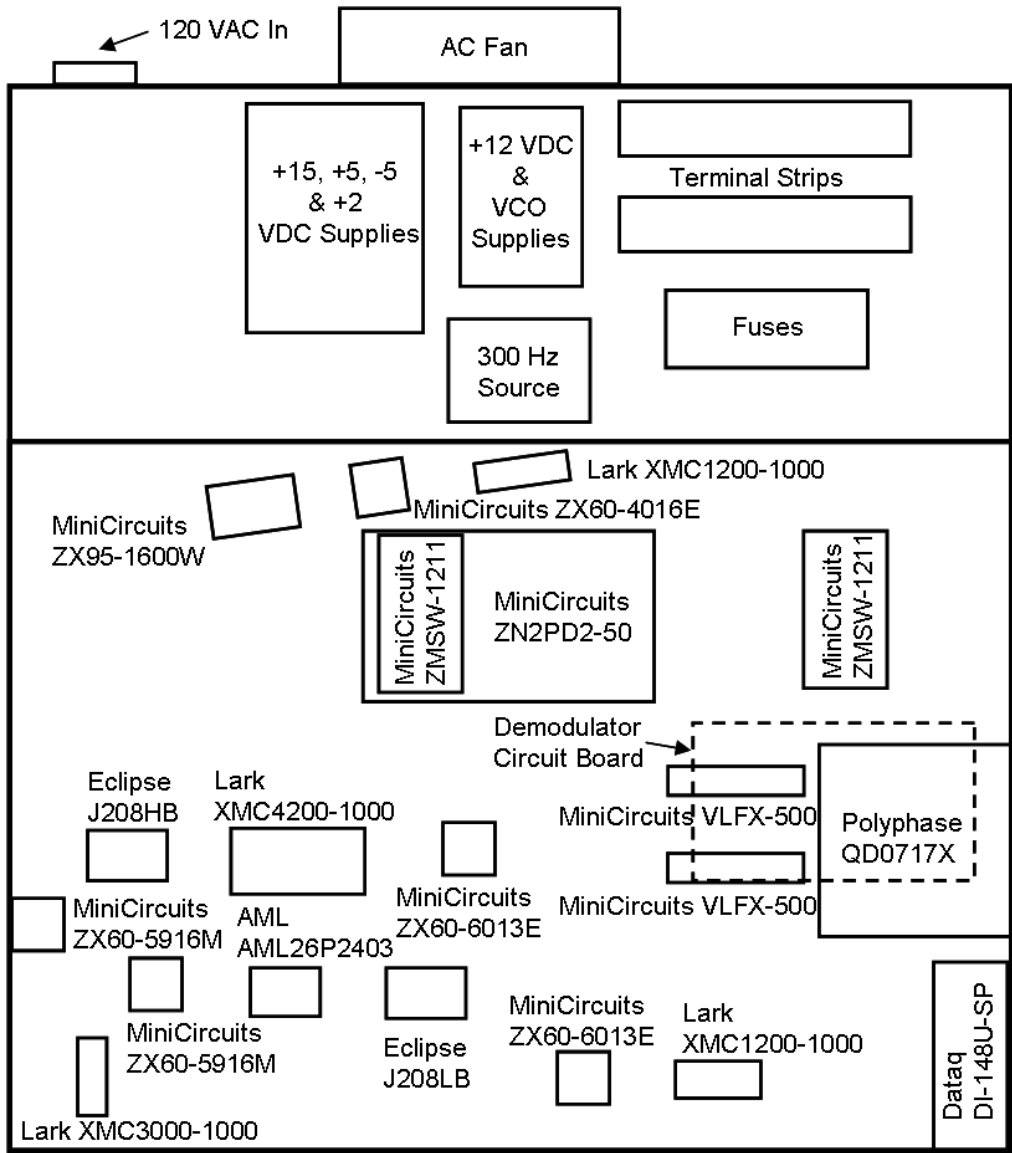 120 VAC In
AC Fan
+15, +5, -5
& +2
VDC Supplies
+12 VDC
&
VCO
Supplies
Terminal Strips
Fuses
300 Hz
Source
Lark XMC1200-1000
MiniCircuits ZX60-4016E
MiniCircuits
ZX95-1600W
MiniCircuits
ZMSW-1211
MiniCircuits
ZN2PD2-50
MiniCircuits
ZMSW-1211
Demodulator
Circuit Board
Eclipse
J208HB
Lark
XMC4200-1000
MiniCircuits VLFX-500
Polyphase
QD0717X
MiniCircuits
ZX60-5916M
AML
AML26P2403
MiniCircuits
ZX60-6013E
MiniCircuits VLFX-500
MiniCircuits
ZX60-5916M
Eclipse
J208LB
MiniCircuits
ZX60-6013E
Lark
XMC1200-1000
Dataq
DI-148U-SP
Lark XMC3000-1000